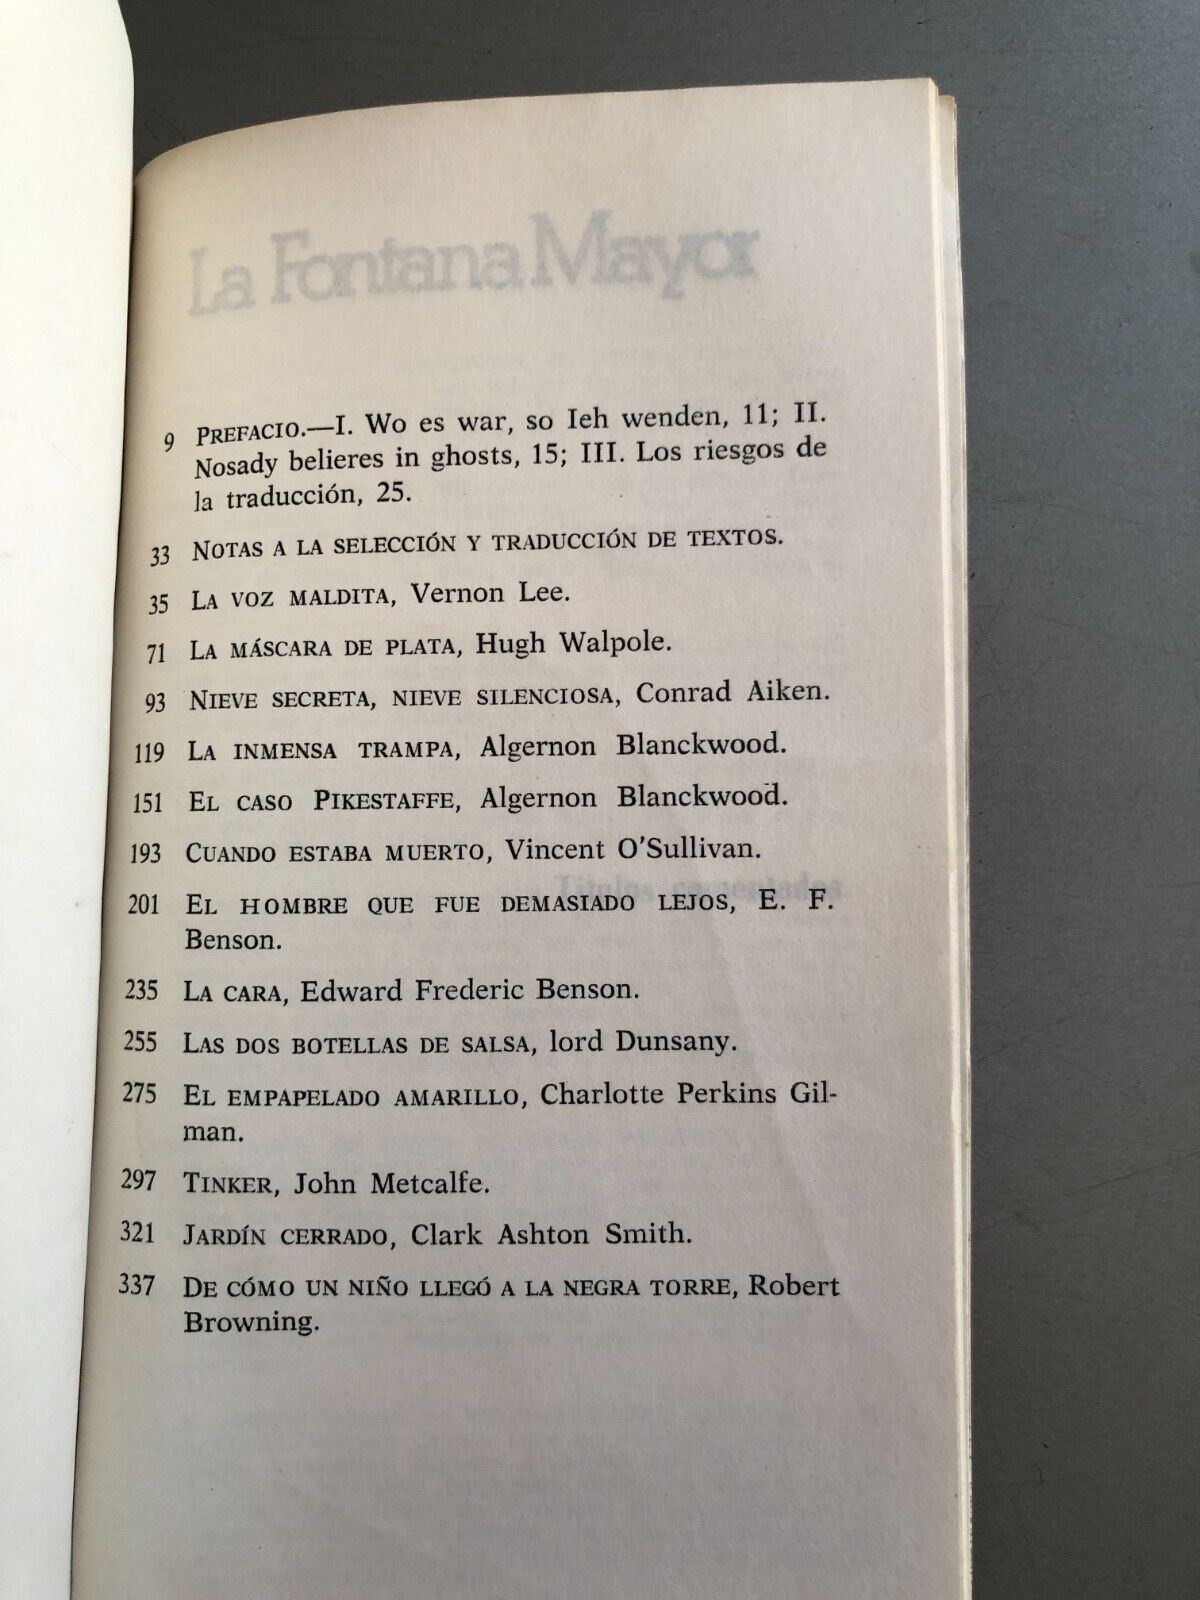 La Fontana Mayor
9 PREFACIO.—I. Wo es war, so Ieh wenden, 11; II.
Nosady belieres in ghosts, 15; III. Los riesgos de
la traducción, 25.
33 NOTAS A LA SELECCIÓN Y TRADUCCIÓN DE TEXTOS.
35 LA VOZ MALDITA, Vernon Lee.
71 LA MÁSCARA DE PLATA, Hugh Walpole.
93 NIEVE SECRETA, NIEVE SILENCIOSA, Conrad Aiken.
119 LA INMENSA TRAMPA, Algernon Blanckwood.
151 EL CASO PIKESTAFFE, Algernon Blanckwood.
193 CUANDO ESTABA MUERTO, Vincent O'Sullivan.
201 EL HOMBRE QUE FUE DEMASIADO LEJOS, E. F.
Benson.
235 LA CARA, Edward Frederic Benson.
255 LAS DOS BOTELLAS DE SALSA, lord Dunsany.
275 EL EMPAPELADO AMARILLO, Charlotte Perkins Gil-
man.
297 TINKER, John Metcalfe.
321 JARDÍN CERRADO, Clark Ashton Smith.
337 DE CÓMO UN NIÑO LLEGÓ A LA NEGRA TORRE, Robert
Browning.